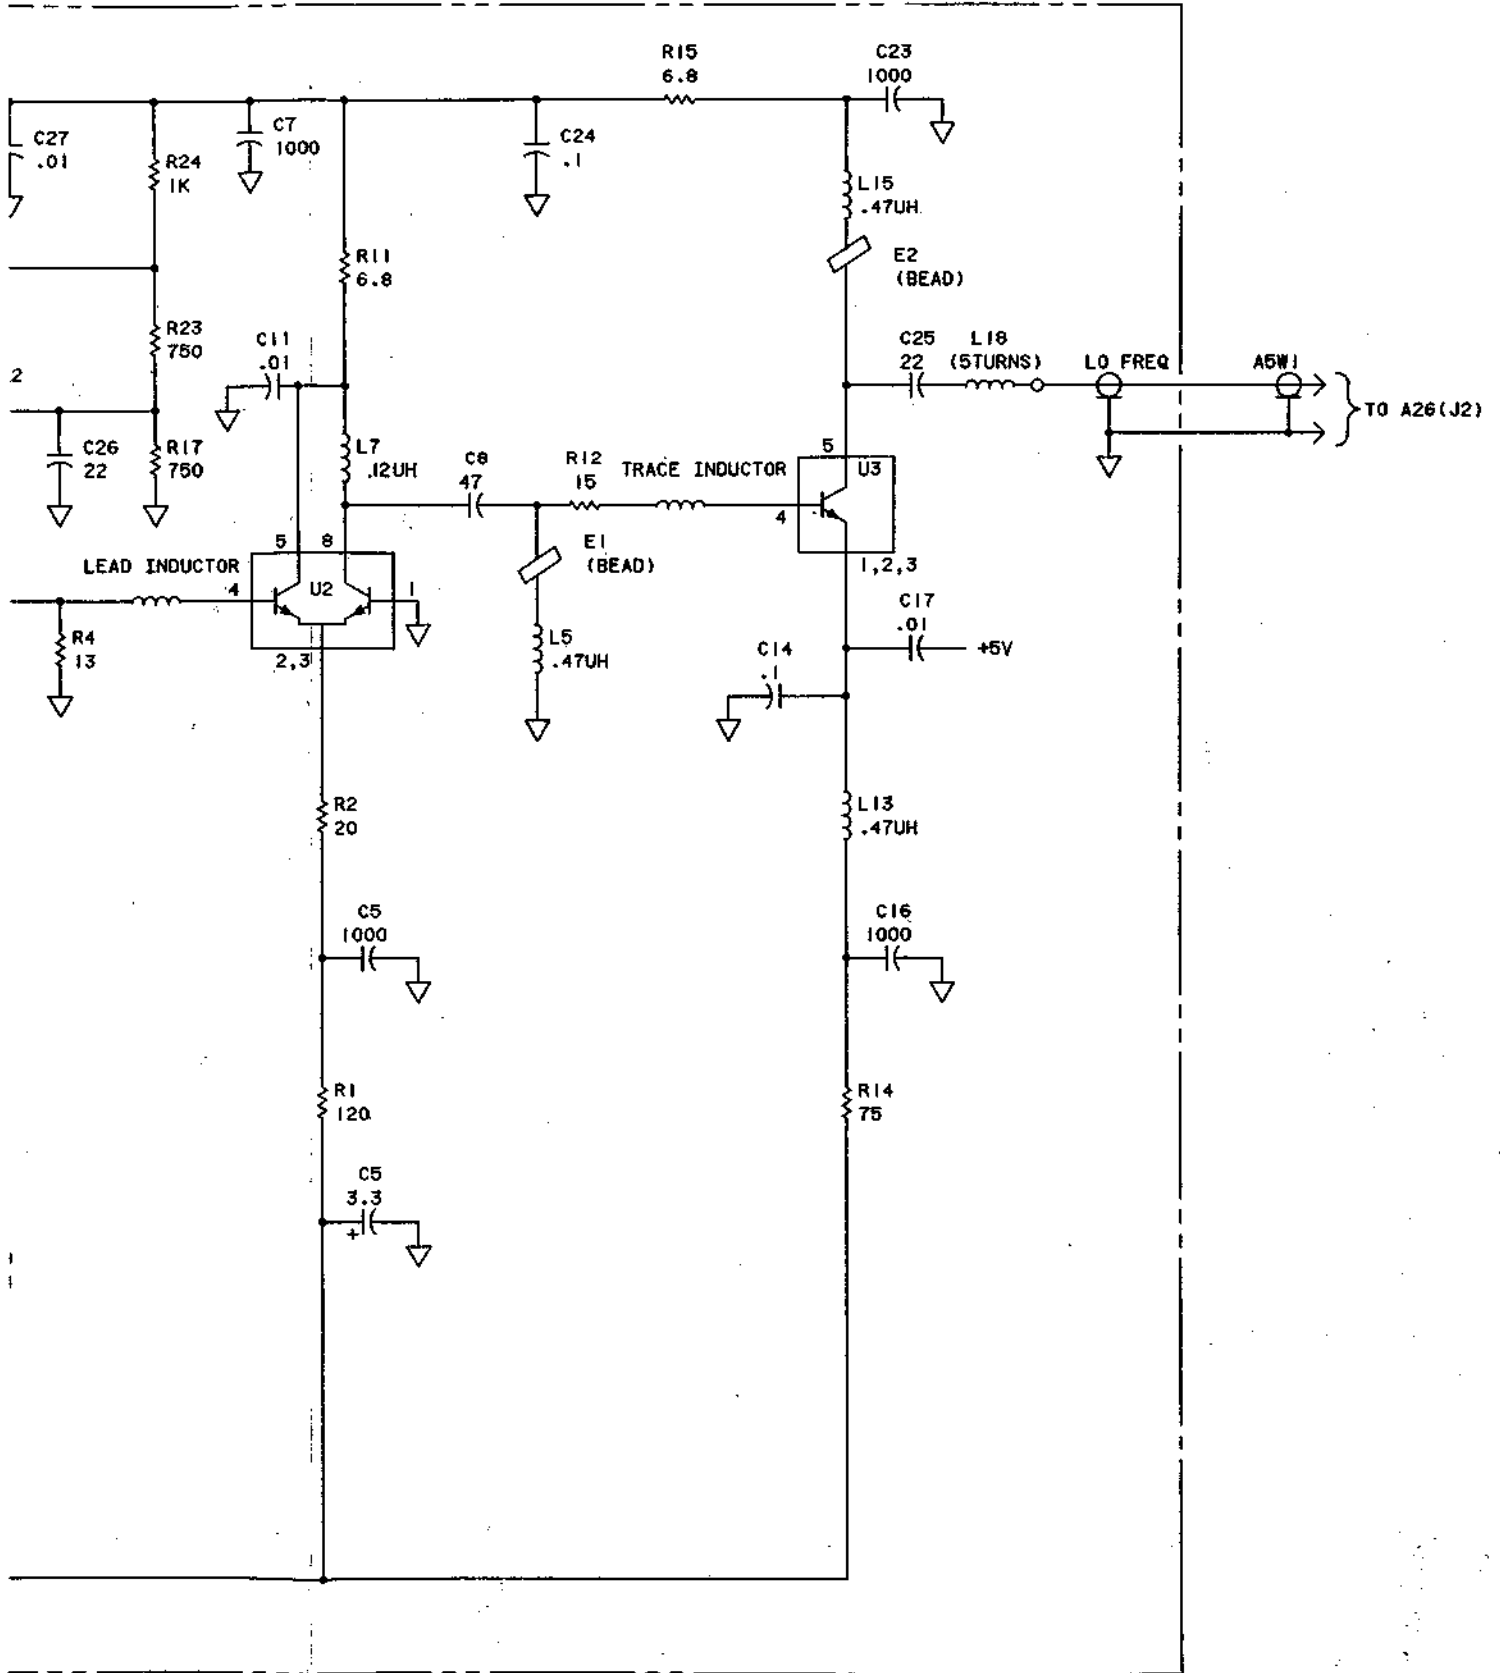 R15
6.8
C23
1000
C27
.01
R24
1K
C7
1000
C24
.1
L15
.47UH
R11
6.8
E2
(BEAD)
R23
750
C11
.01
C25
22
L18
(5TURNS)
LO FREQ
A5W1
2
TO A26(J2)
C26
22
R17
750
L7
.12UH
C8
47
R12
15
TRACE INDUCTOR
5
U3
4
1,2,3
LEAD INDUCTOR
5
8
4
U2
1
2,3
E1
(BEAD)
R4
13
L5
.47UH
C17
.01
+5V
C14
.1
R2
20
L13
.47UH
C5
1000
C16
1000
R1
120
R14
75
C5
3.3
+